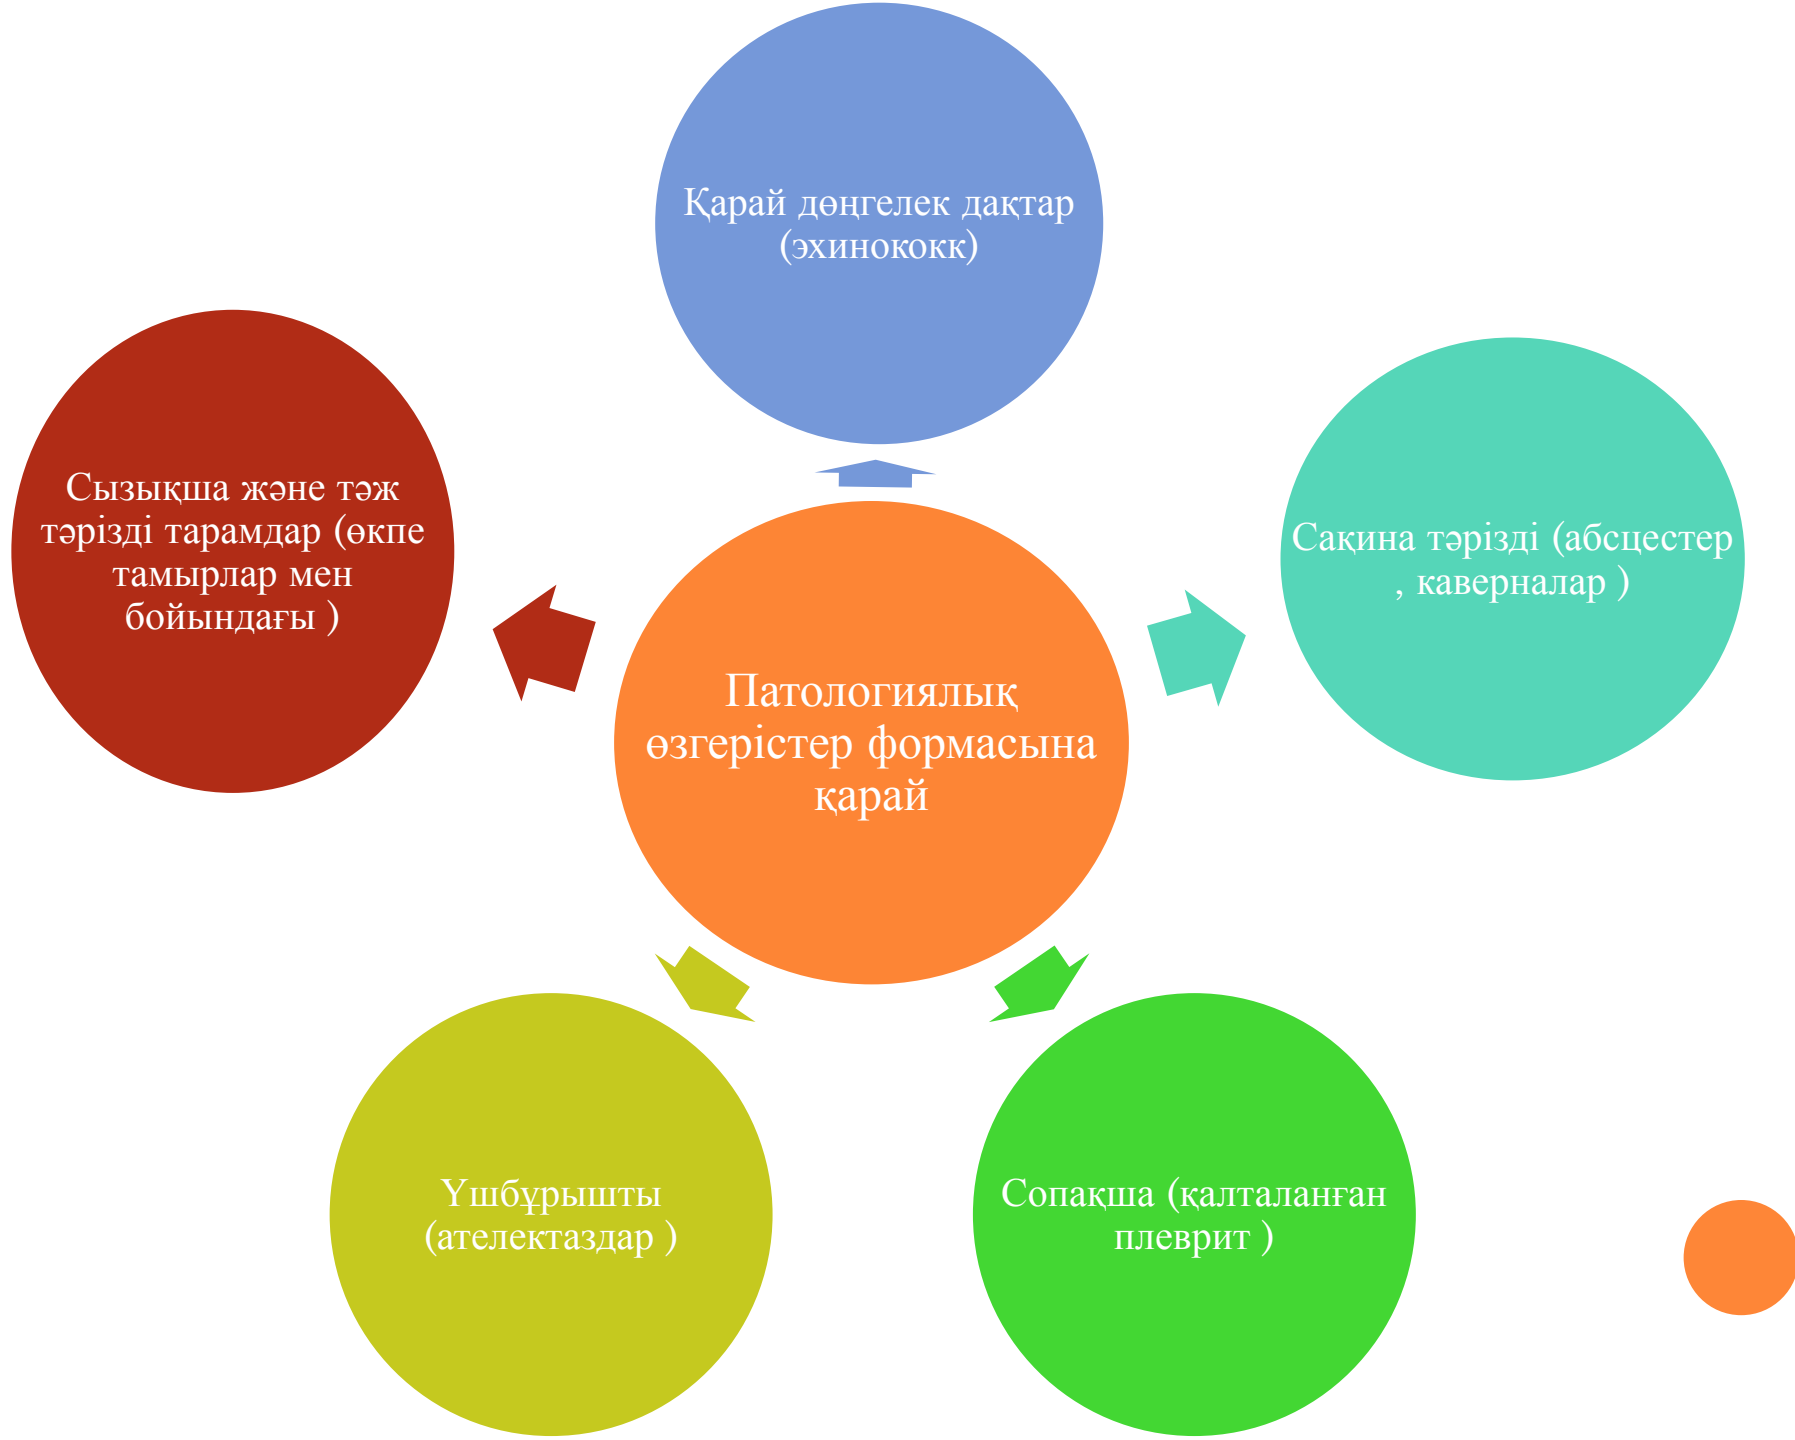 Қарай дөңгелек дақтар
(эхинококк)
Сызықша және тәж
тәрізді тарамдар (өкпе
тамырлар мен
бойындағы )
Сақина тәрізді (абсцестер
, каверналар )
Патологиялық
өзгерістер формасына
қарай
Үшбұрышты
(ателектаздар )
Сопақша (қалталанған
плеврит )